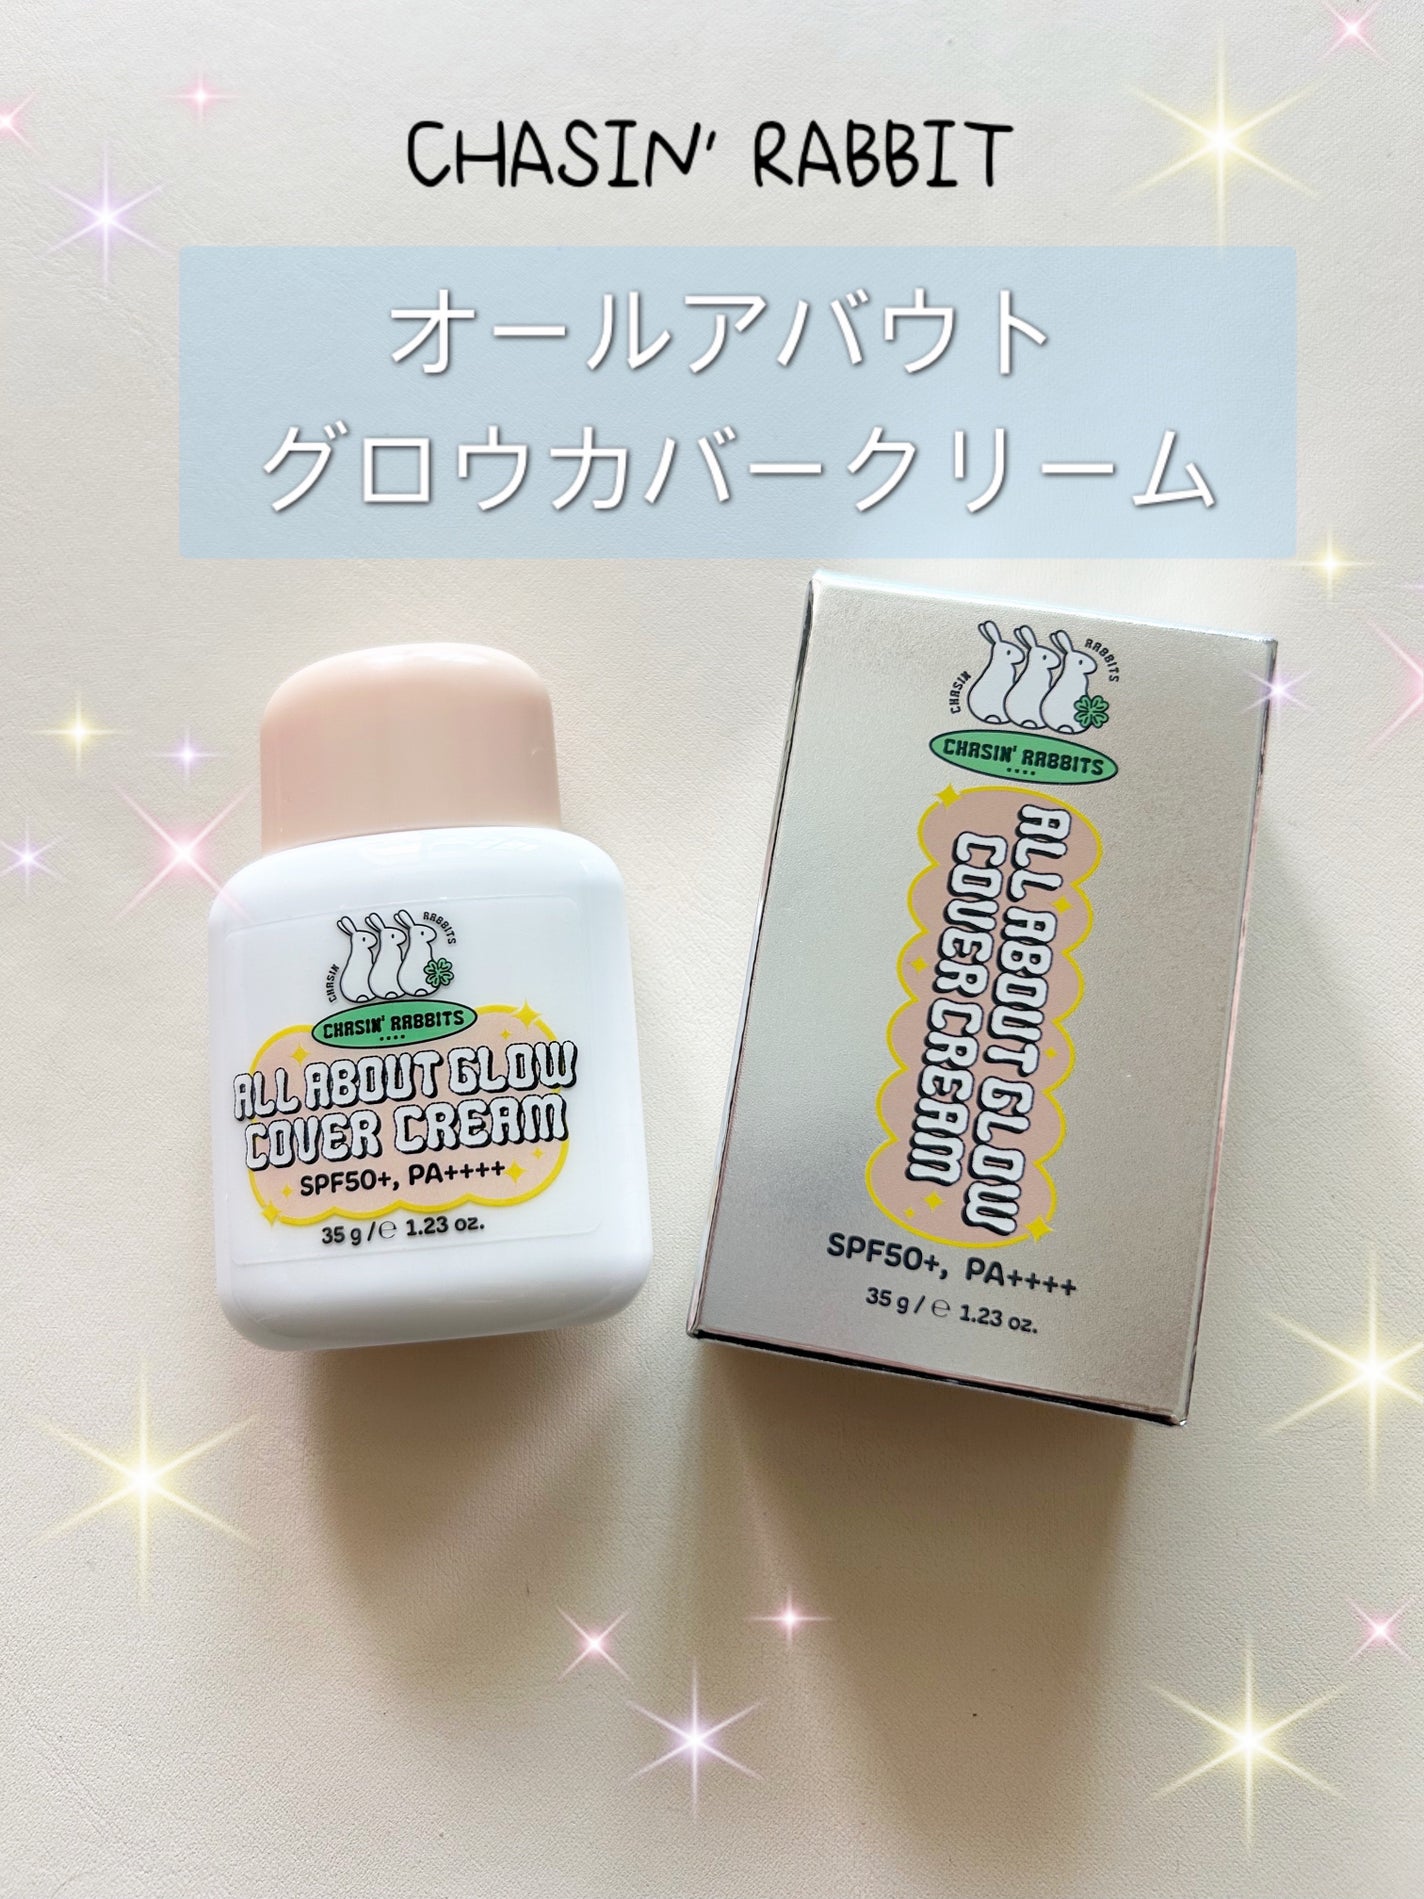 CHASIN' RABBIT
オールアバウト
グロウカバークリーム
CHASIN
RABBITS
CHASIN' RABBITS
ALL ABOUT GLOW
COVER CREAM
SPF50+, PA++++
35 g / ℮ 1.23 oz.
CHASIN
RABBITS
CHASIN' RABBITS
ALL ABOUT GLOW
COVER CREAM
SPF50+, PA++++
35 g / ℮ 1.23 oz.